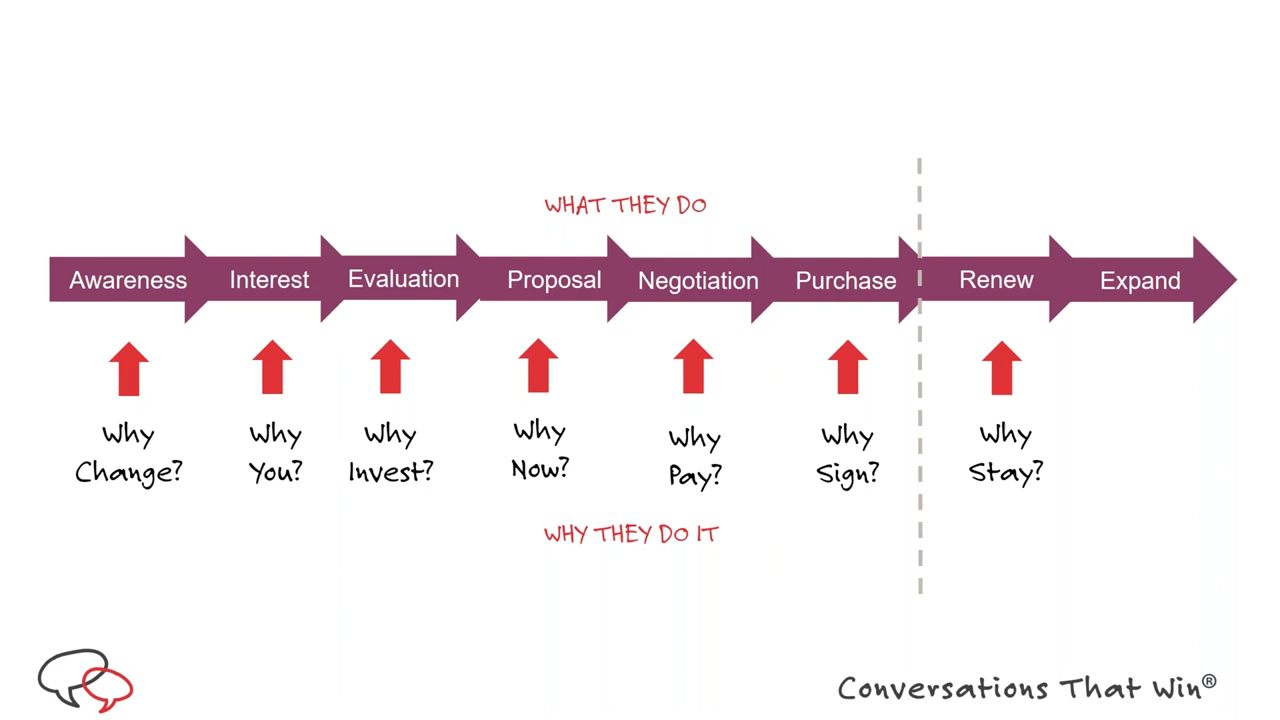 WHAT THEY DO
Awareness
Interest
Evaluation
Proposal
Negotiation
Purchase
Renew
Expand
Why
Change?
Why
You?
Why
Invest?
Why
Now?
Why
Pay?
Why
Sign?
Why
Stay?
WHY THEY DO IT
Conversations That Win®